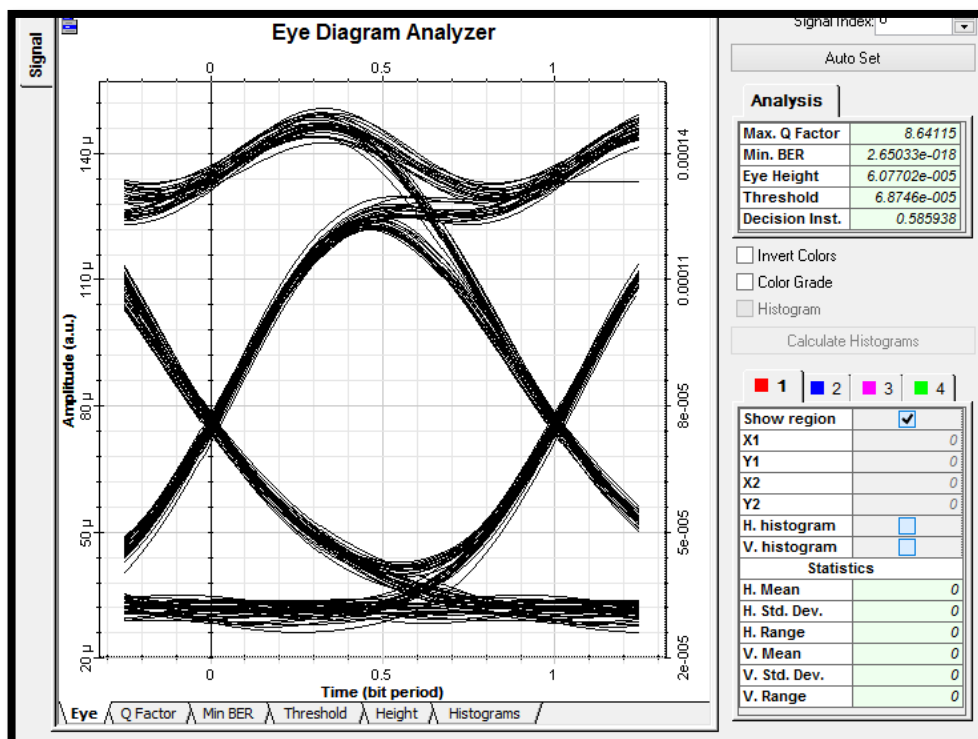 Signal
Eye Diagram Analyzer
Signal Index: 0
Auto Set
Analysis
Max. Q Factor 8.64115
Min. BER 2.65033e-018
Eye Height 6.07702e-005
Threshold 6.8746e-005
Decision Inst. 0.585938
Invert Colors
Color Grade
Histogram
Calculate Histograms
1 2 3 4
Show region
X1 0
Y1 0
X2 0
Y2 0
H. histogram
V. histogram
Statistics
H. Mean 0
H. Std. Dev. 0
H. Range 0
V. Mean 0
V. Std. Dev. 0
V. Range 0
0 0.5 1
Amplitude (a.u.)
140 µ
110 µ
80 µ
50 µ
20 µ
0.00014
0.00011
8e-005
5e-005
2e-005
0 0.5 1
Time (bit period)
Eye Q Factor Min BER Threshold Height Histograms